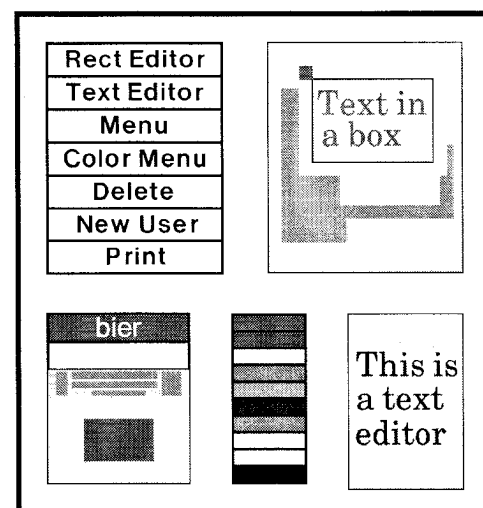 Rect Editor
Text Editor
Menu
Color Menu
Delete
New User
Print
Text in
a box
bier
This is
a text
editor